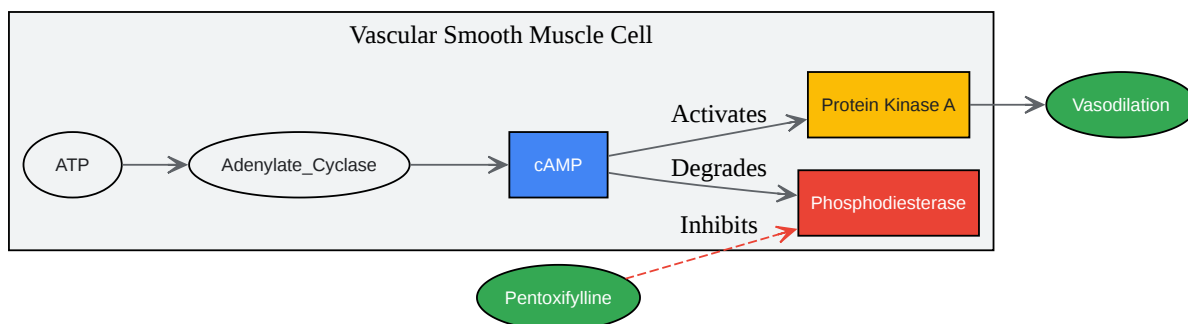 Vascular Smooth Muscle Cell
ATP
Adenylate_Cyclase
cAMP
Activates
Protein Kinase A
Vasodilation
Degrades
Phosphodiesterase
Inhibits
Pentoxifylline